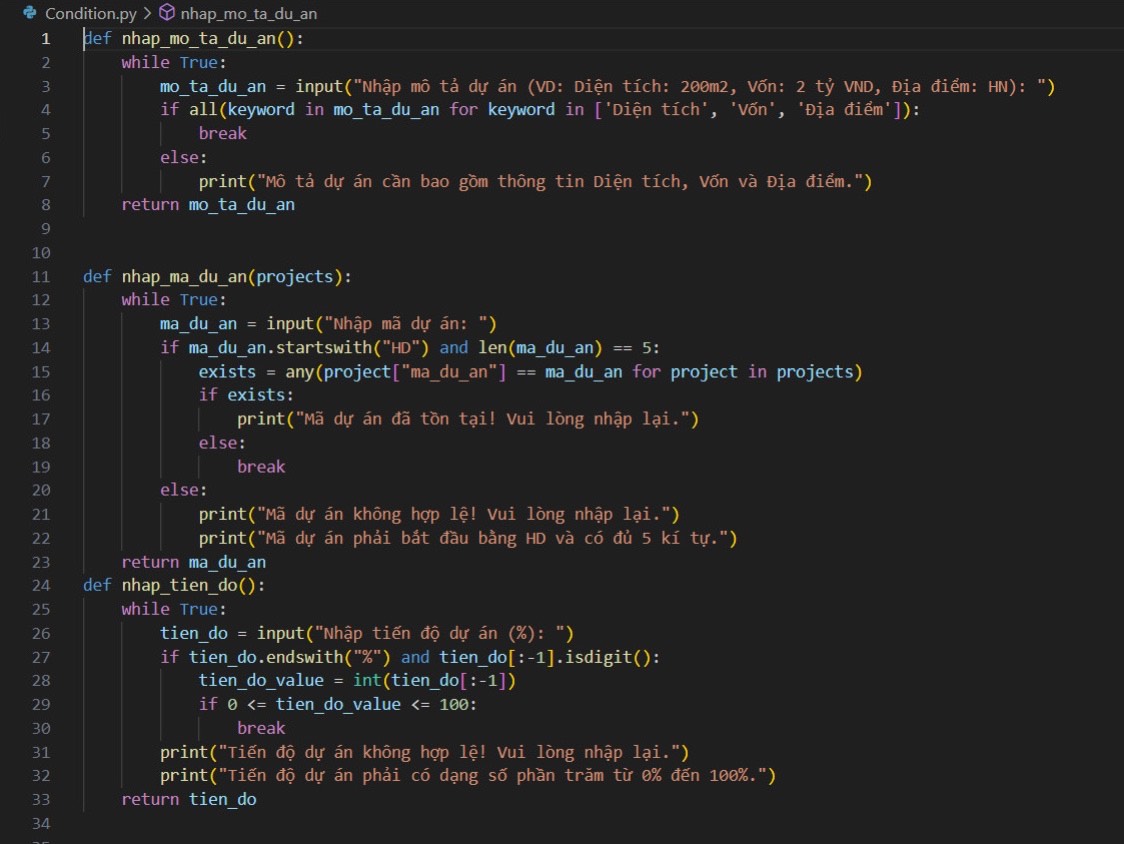 Condition.py > nhap_mo_ta_du_an
1 def nhap_mo_ta_du_an():
2     while True:
3         mo_ta_du_an = input("Nhập mô tả dự án (VD: Diện tích: 200m2, Vốn: 2 tỷ VND, Địa điểm: HN): ")
4         if all(keyword in mo_ta_du_an for keyword in ['Diện tích', 'Vốn', 'Địa điểm']):
5             break
6         else:
7             print("Mô tả dự án cần bao gồm thông tin Diện tích, Vốn và Địa điểm.")
8     return mo_ta_du_an
9
10
11 def nhap_ma_du_an(projects):
12     while True:
13         ma_du_an = input("Nhập mã dự án: ")
14         if ma_du_an.startswith("HD") and len(ma_du_an) == 5:
15             exists = any(project["ma_du_an"] == ma_du_an for project in projects)
16             if exists:
17                 print("Mã dự án đã tồn tại! Vui lòng nhập lại.")
18             else:
19                 break
20         else:
21             print("Mã dự án không hợp lệ! Vui lòng nhập lại.")
22             print("Mã dự án phải bắt đầu bằng HD và có đủ 5 kí tự.")
23     return ma_du_an
24 def nhap_tien_do():
25     while True:
26         tien_do = input("Nhập tiến độ dự án (%): ")
27         if tien_do.endswith("%") and tien_do[:-1].isdigit():
28             tien_do_value = int(tien_do[:-1])
29             if 0 <= tien_do_value <= 100:
30                 break
31         print("Tiến độ dự án không hợp lệ! Vui lòng nhập lại.")
32         print("Tiến độ dự án phải có dạng số phần trăm từ 0% đến 100%.")
33     return tien_do
34